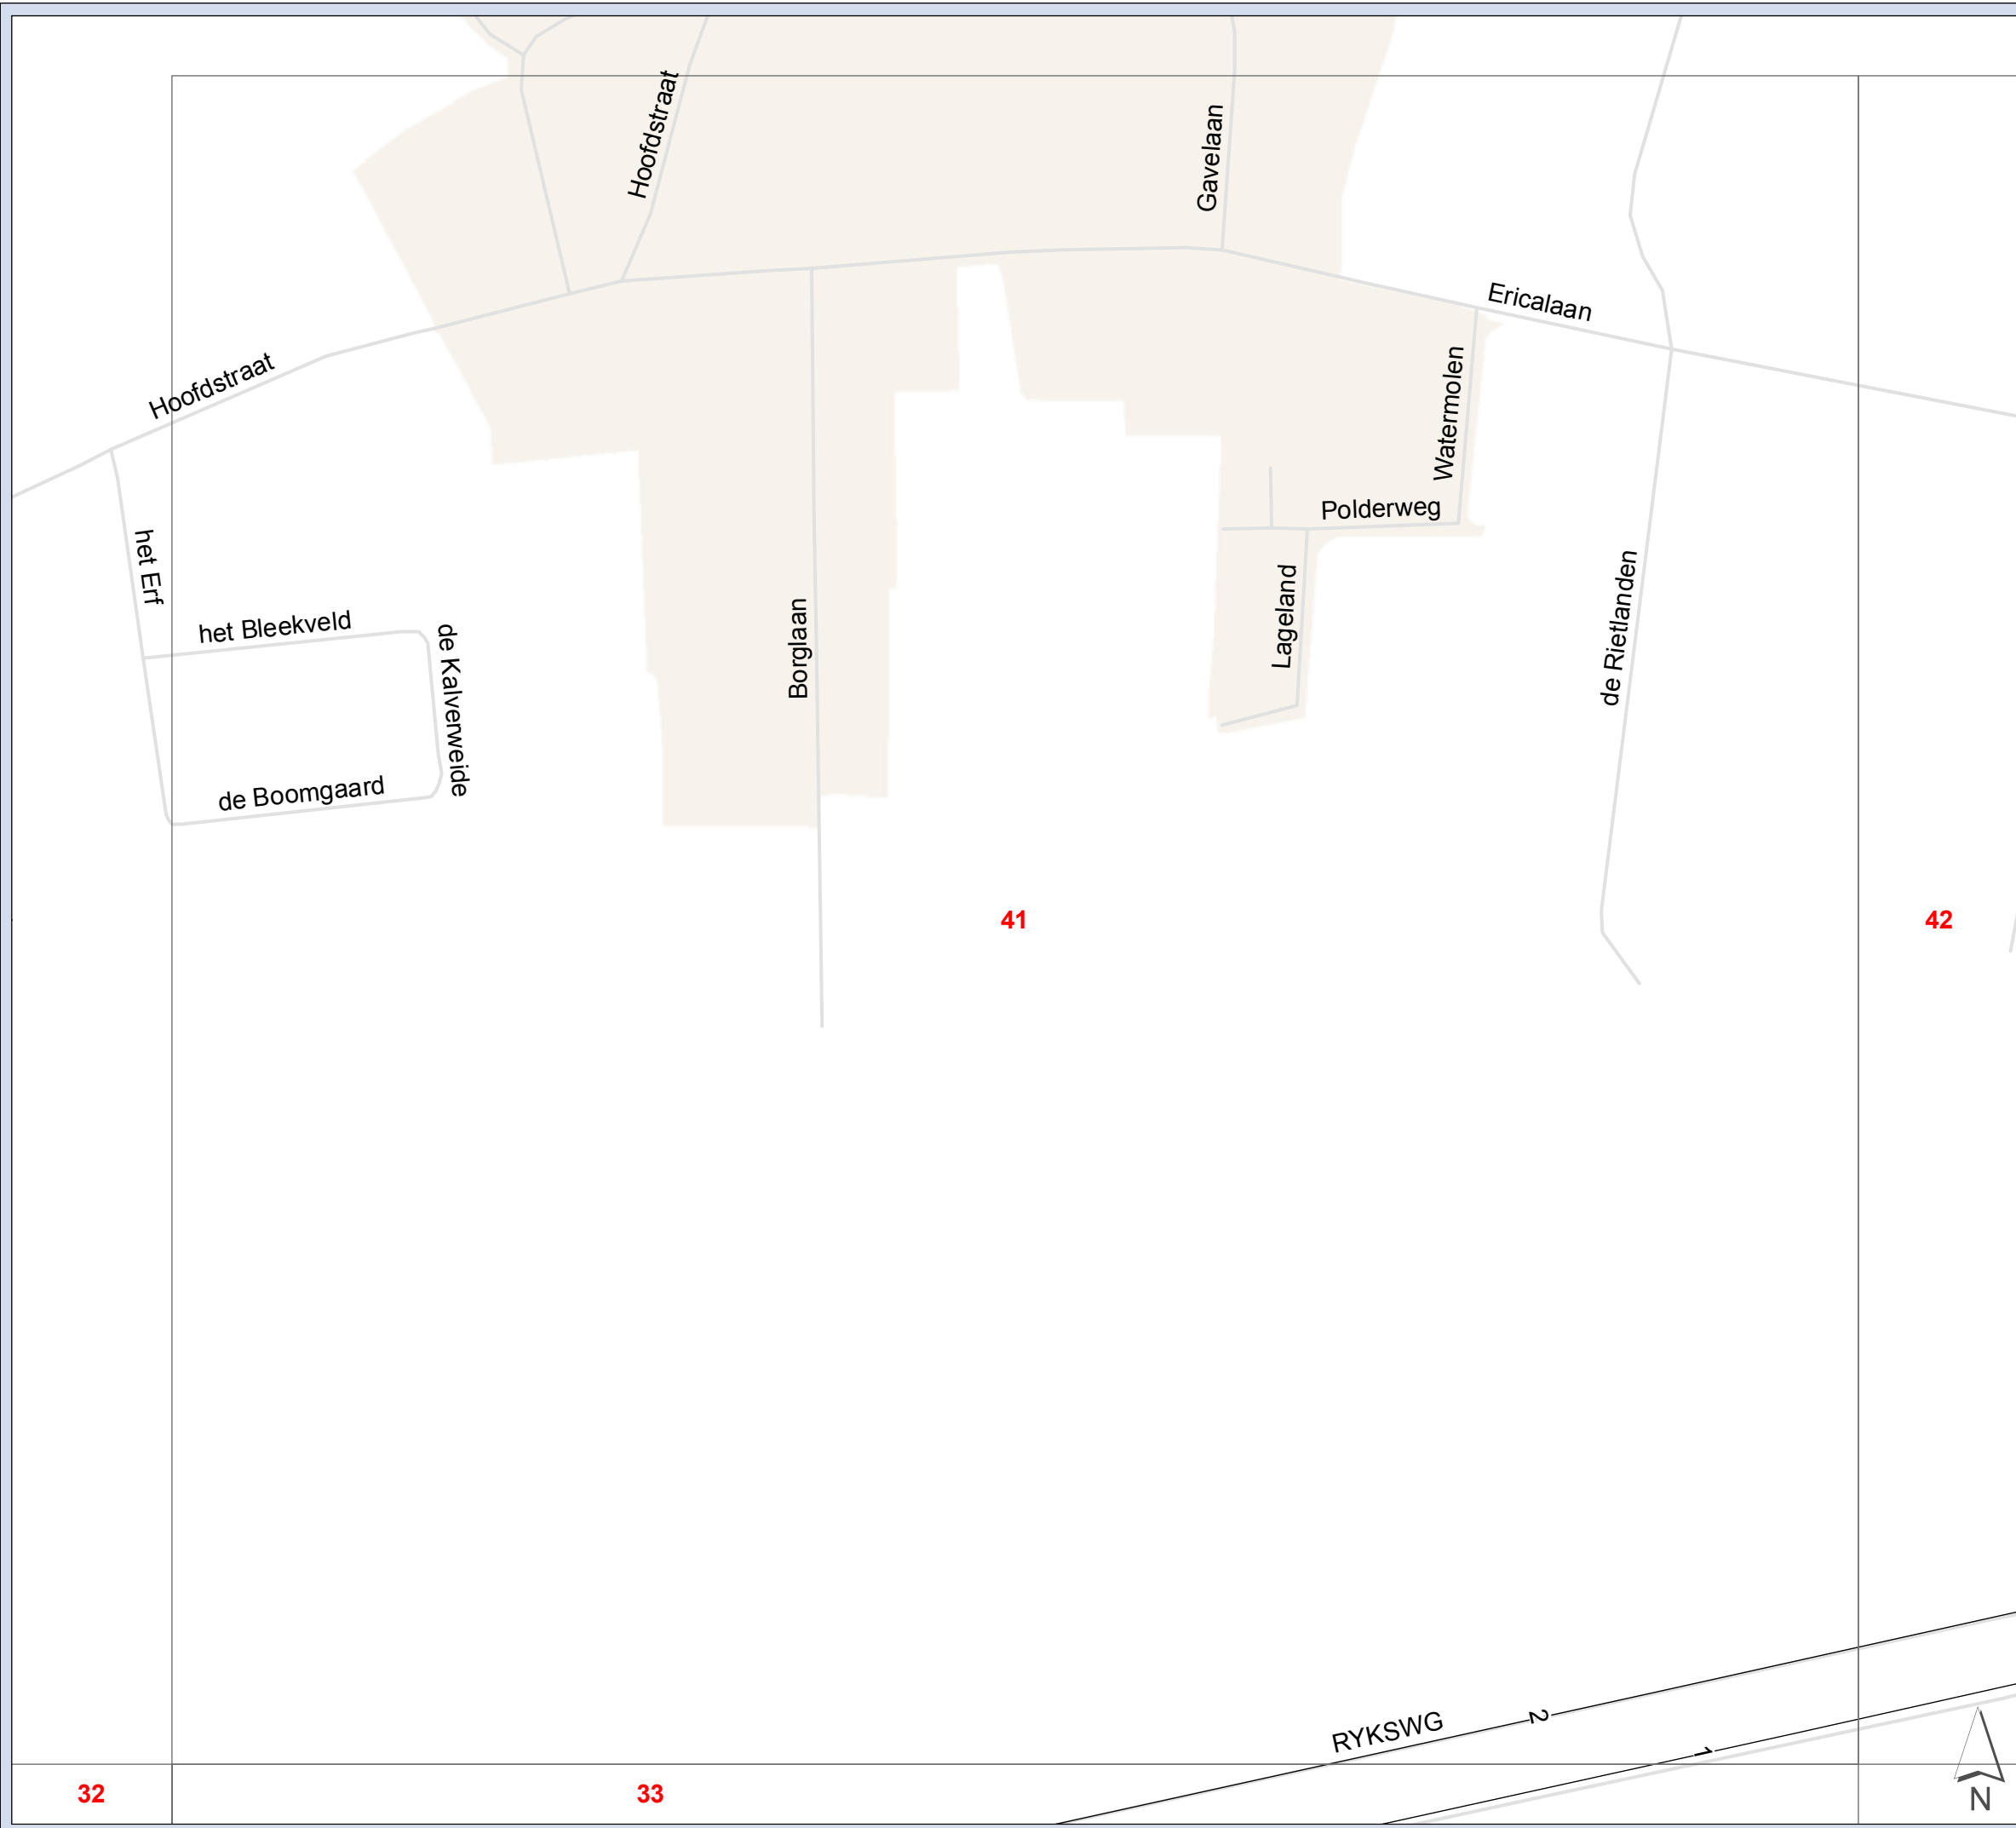 Hoofdstraat
Gavelaan
Ericalaan
Hoofdstraat
Watermolen
Polderweg
het Erf
het Bleekveld
de Kalverweide
Borglaan
Lageland
de Rietlanden
de Boomgaard
41
42
RYKSWG
2
1
32
33
N